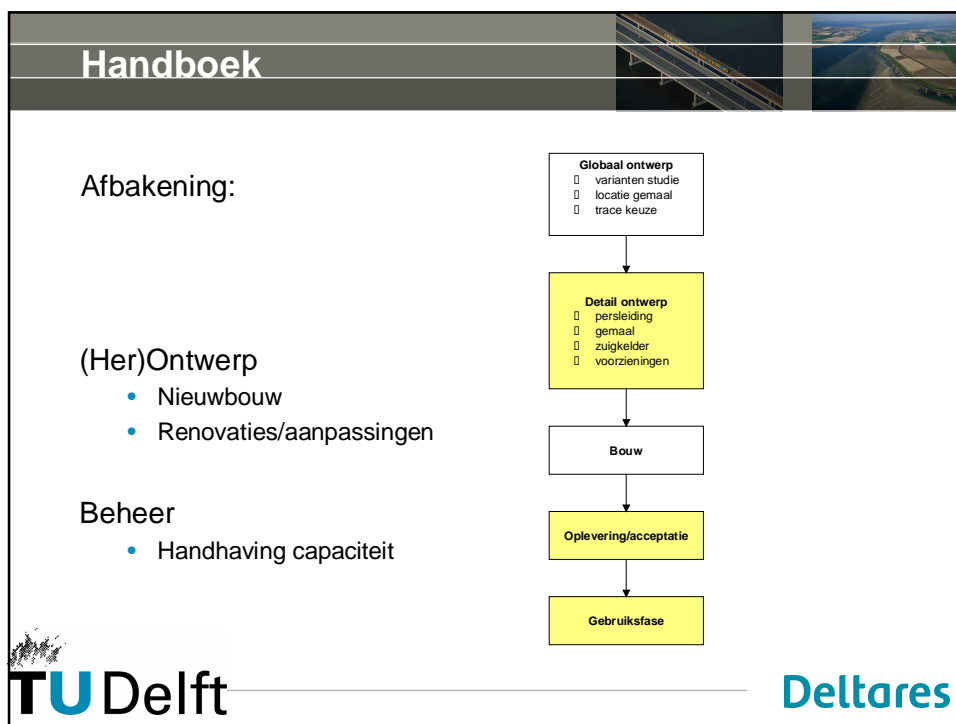 Handboek
Afbakening:
(Her)Ontwerp
• Nieuwbouw
• Renovaties/aanpassingen
Beheer
• Handhaving capaciteit
Globaal ontwerp
▯ varianten studie
▯ locatie gemaal
▯ trace keuze
Detail ontwerp
▯ persleiding
▯ gemaal
▯ zuigkelder
▯ voorzieningen
Bouw
Oplevering/acceptatie
Gebruiksfase
TU Delft
Deltares